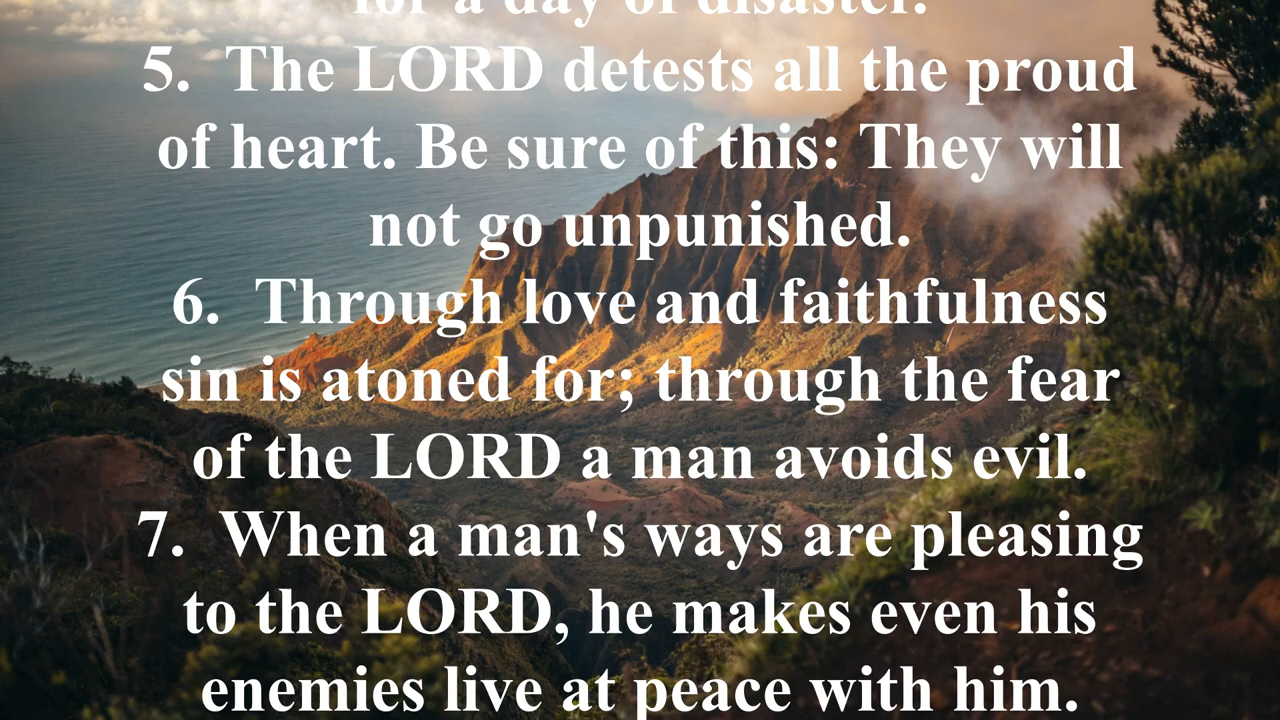 for a day of disaster.
5. The LORD detests all the proud
of heart. Be sure of this: They will
not go unpunished.
6. Through love and faithfulness
sin is atoned for; through the fear
of the LORD a man avoids evil.
7. When a man's ways are pleasing
to the LORD, he makes even his
enemies live at peace with him.